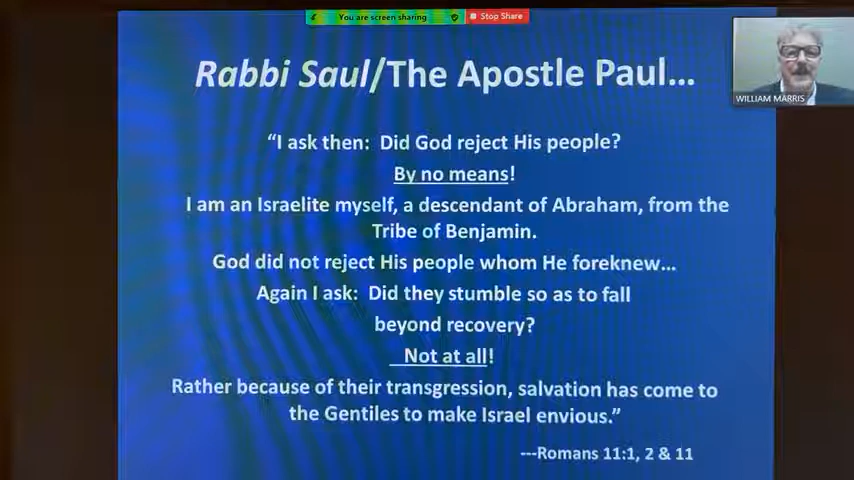 You are screen sharing
Stop Share
Rabbi Saul/The Apostle Paul...
WILLIAM MARRIS
“I ask then: Did God reject His people?
By no means!
I am an Israelite myself, a descendant of Abraham, from the
Tribe of Benjamin.
God did not reject His people whom He foreknew...
Again I ask: Did they stumble so as to fall
beyond recovery?
Not at all!
Rather because of their transgression, salvation has come to
the Gentiles to make Israel envious.”
---Romans 11:1, 2 & 11